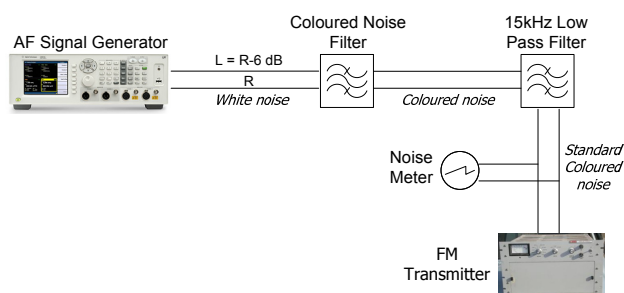 Coloured Noise
Filter
15kHz Low
Pass Filter
AF Signal Generator
L = R-6 dB
R
White noise
Coloured noise
Noise
Meter
Standard
Coloured
noise
FM
Transmitter